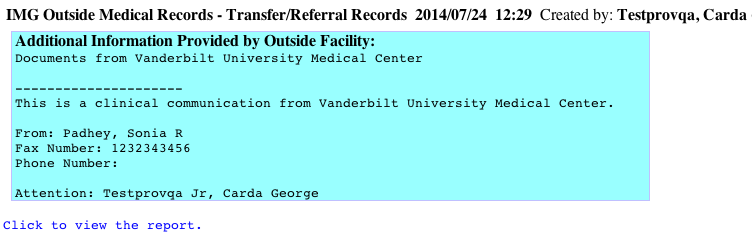 IMG Outside Medical Records - Transfer/Referral Records 2014/07/24 12:29 Created by: Testprovqa, Carda
Additional Information Provided by Outside Facility:
Documents from Vanderbilt University Medical Center
---------------------
This is a clinical communication from Vanderbilt University Medical Center.
From: Padhey, Sonia R
Fax Number: 1232343456
Phone Number:
Attention: Testprovqa Jr, Carda George
Click to view the report.